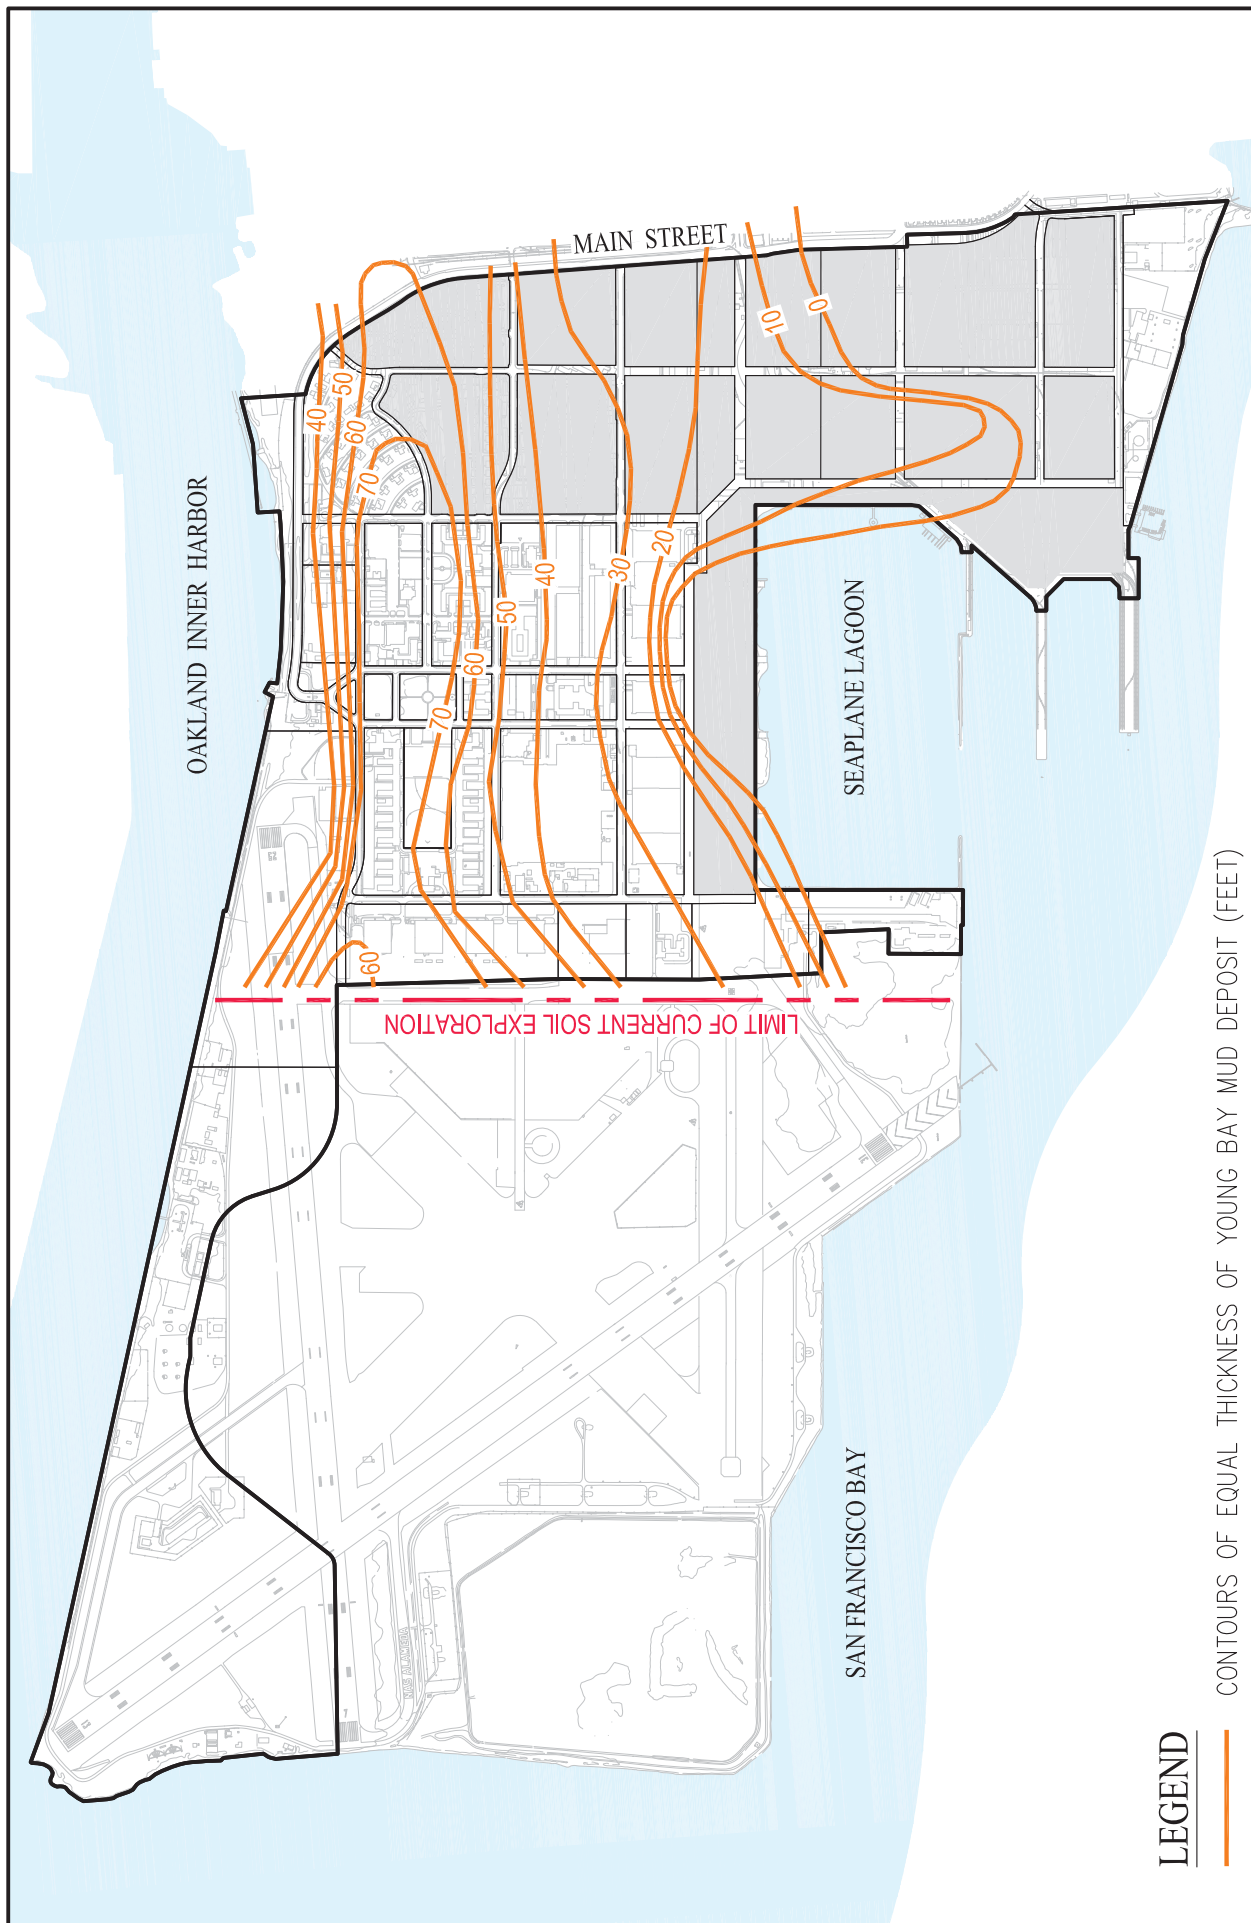 OAKLAND INNER HARBOR
MAIN STREET
40
50
60
70
10
0
20
30
40
50
60
70
60
SEAPLANE LAGOON
LIMIT OF CURRENT SOIL EXPLORATION
SAN FRANCISCO BAY
NAS ALAMEDA
LEGEND
CONTOURS OF EQUAL THICKNESS OF YOUNG BAY MUD DEPOSIT (FEET)